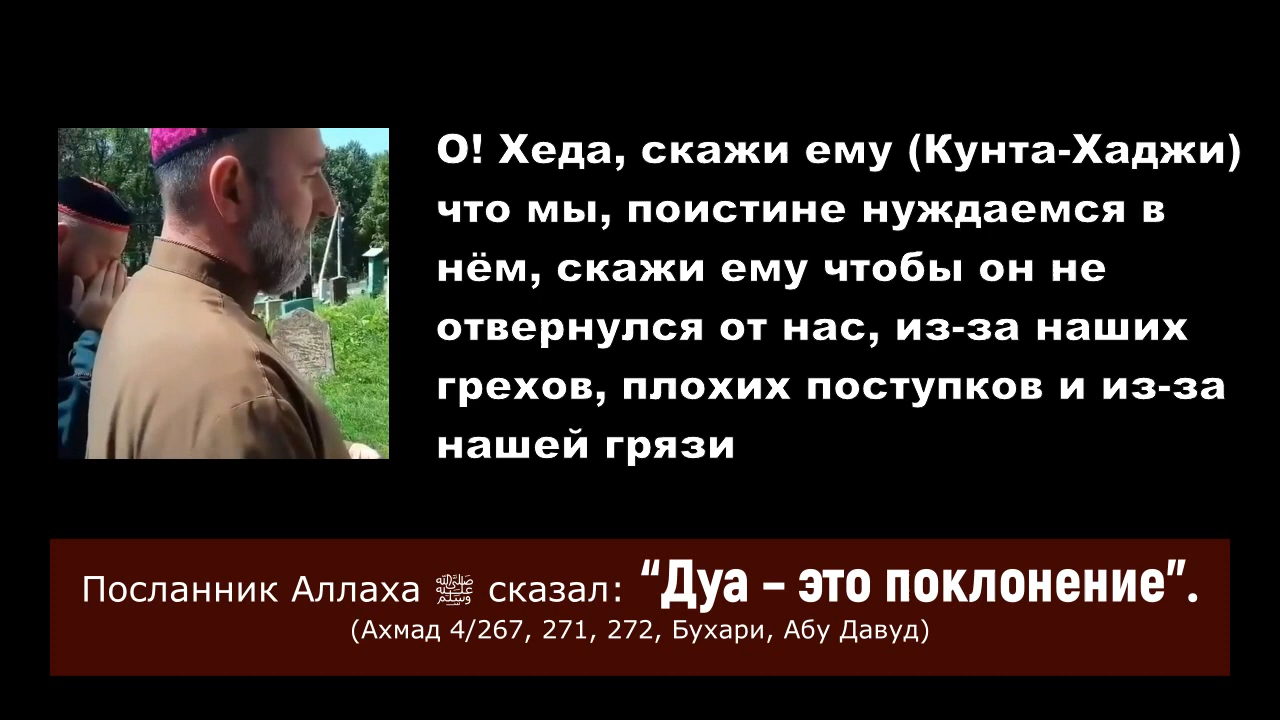 О! Хеда, скажи ему (Кунта-Хаджи)
что мы, поистине нуждаемся в
нём, скажи ему чтобы он не
отвернулся от нас, из-за наших
грехов, плохих поступков и из-за
нашей грязи
Посланник Аллаха ﷺ сказал: “Дуа – это поклонение”.
(Ахмад 4/267, 271, 272, Бухари, Абу Давуд)